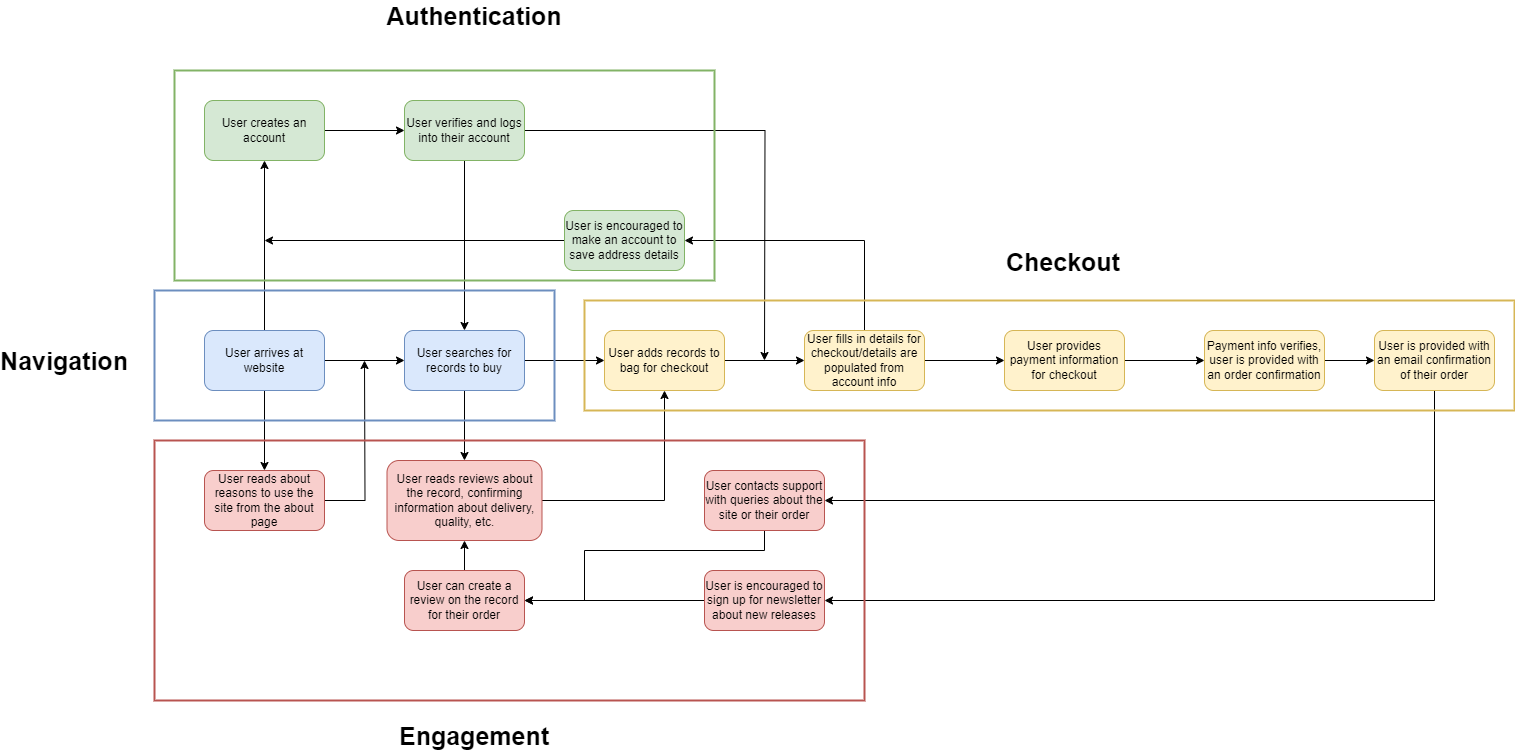 Authentication
User creates an
account
User verifies and logs
into their account
User is encouraged to
make an account to
save address details
Checkout
Navigation
User arrives at
website
User searches for
records to buy
User adds records to
bag for checkout
User fills in details for
checkout/details are
populated from
account info
User provides
payment information
for checkout
Payment info verifies,
user is provided with
an order confirmation
User is provided with
an email confirmation
of their order
User reads about
reasons to use the
site from the about
page
User reads reviews about
the record, confirming
information about delivery,
quality, etc.
User contacts support
with queries about the
site or their order
User can create a
review on the record
for their order
User is encouraged to
sign up for newsletter
about new releases
Engagement